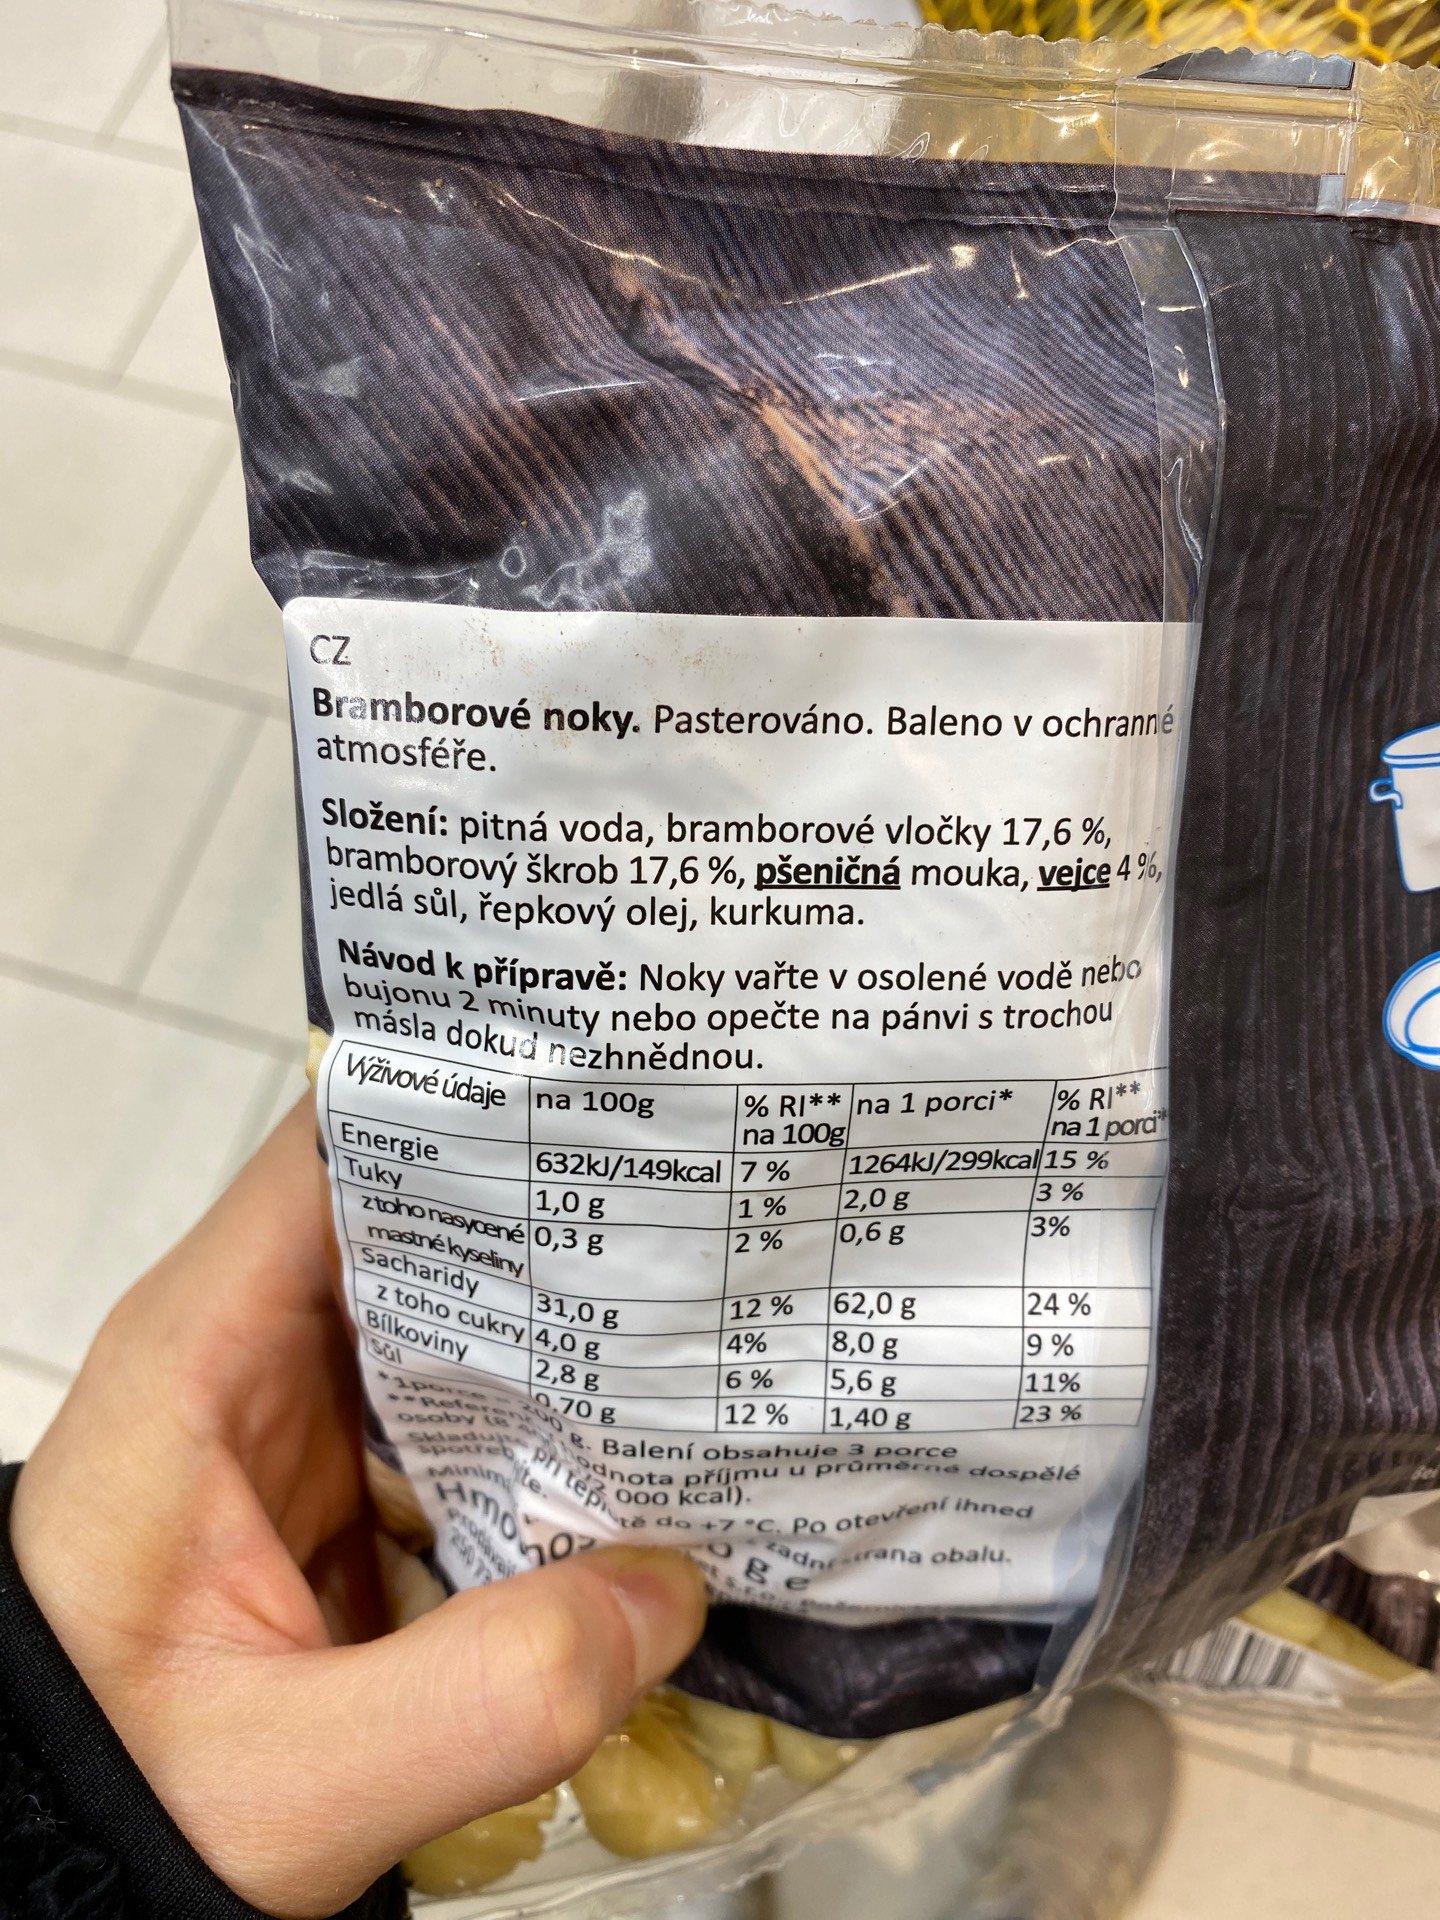 CZ
Bramborové noky. Pasterováno. Baleno v ochranné
atmosféře.
Složení: pitná voda, bramborové vločky 17,6 %,
bramborový škrob 17,6 %, pšeničná mouka, vejce 4 %,
jedlá sůl, řepkový olej, kurkuma.
Návod k přípravě: Noky vařte v osolené vodě nebo
bujonu 2 minuty nebo opečte na pánvi s trochou
másla dokud nezhnědnou.
Výživové údaje na 100g % RI** na 1 porci* % RI**
na 100g na 1 porci*
Energie 632kJ/149kcal 7 % 1264kJ/299kcal 15 %
Tuky 1,0 g 1 % 2,0 g 3 %
z toho nasycené 0,3 g 2 % 0,6 g 3%
mastné kyseliny
Sacharidy 31,0 g 12 % 62,0 g 24 %
z toho cukry 4,0 g 4% 8,0 g 9 %
Bílkoviny 2,8 g 6 % 5,6 g 11%
Sůl 0.70 g 12 % 1,40 g 23 %
*1porce = 200 g. Balení obsahuje 3 porce
příjmu u průměrné dospělé
osoby 000 kcal).
Skladujte při do +7 °C. Po otevření ihned
strana obalu.